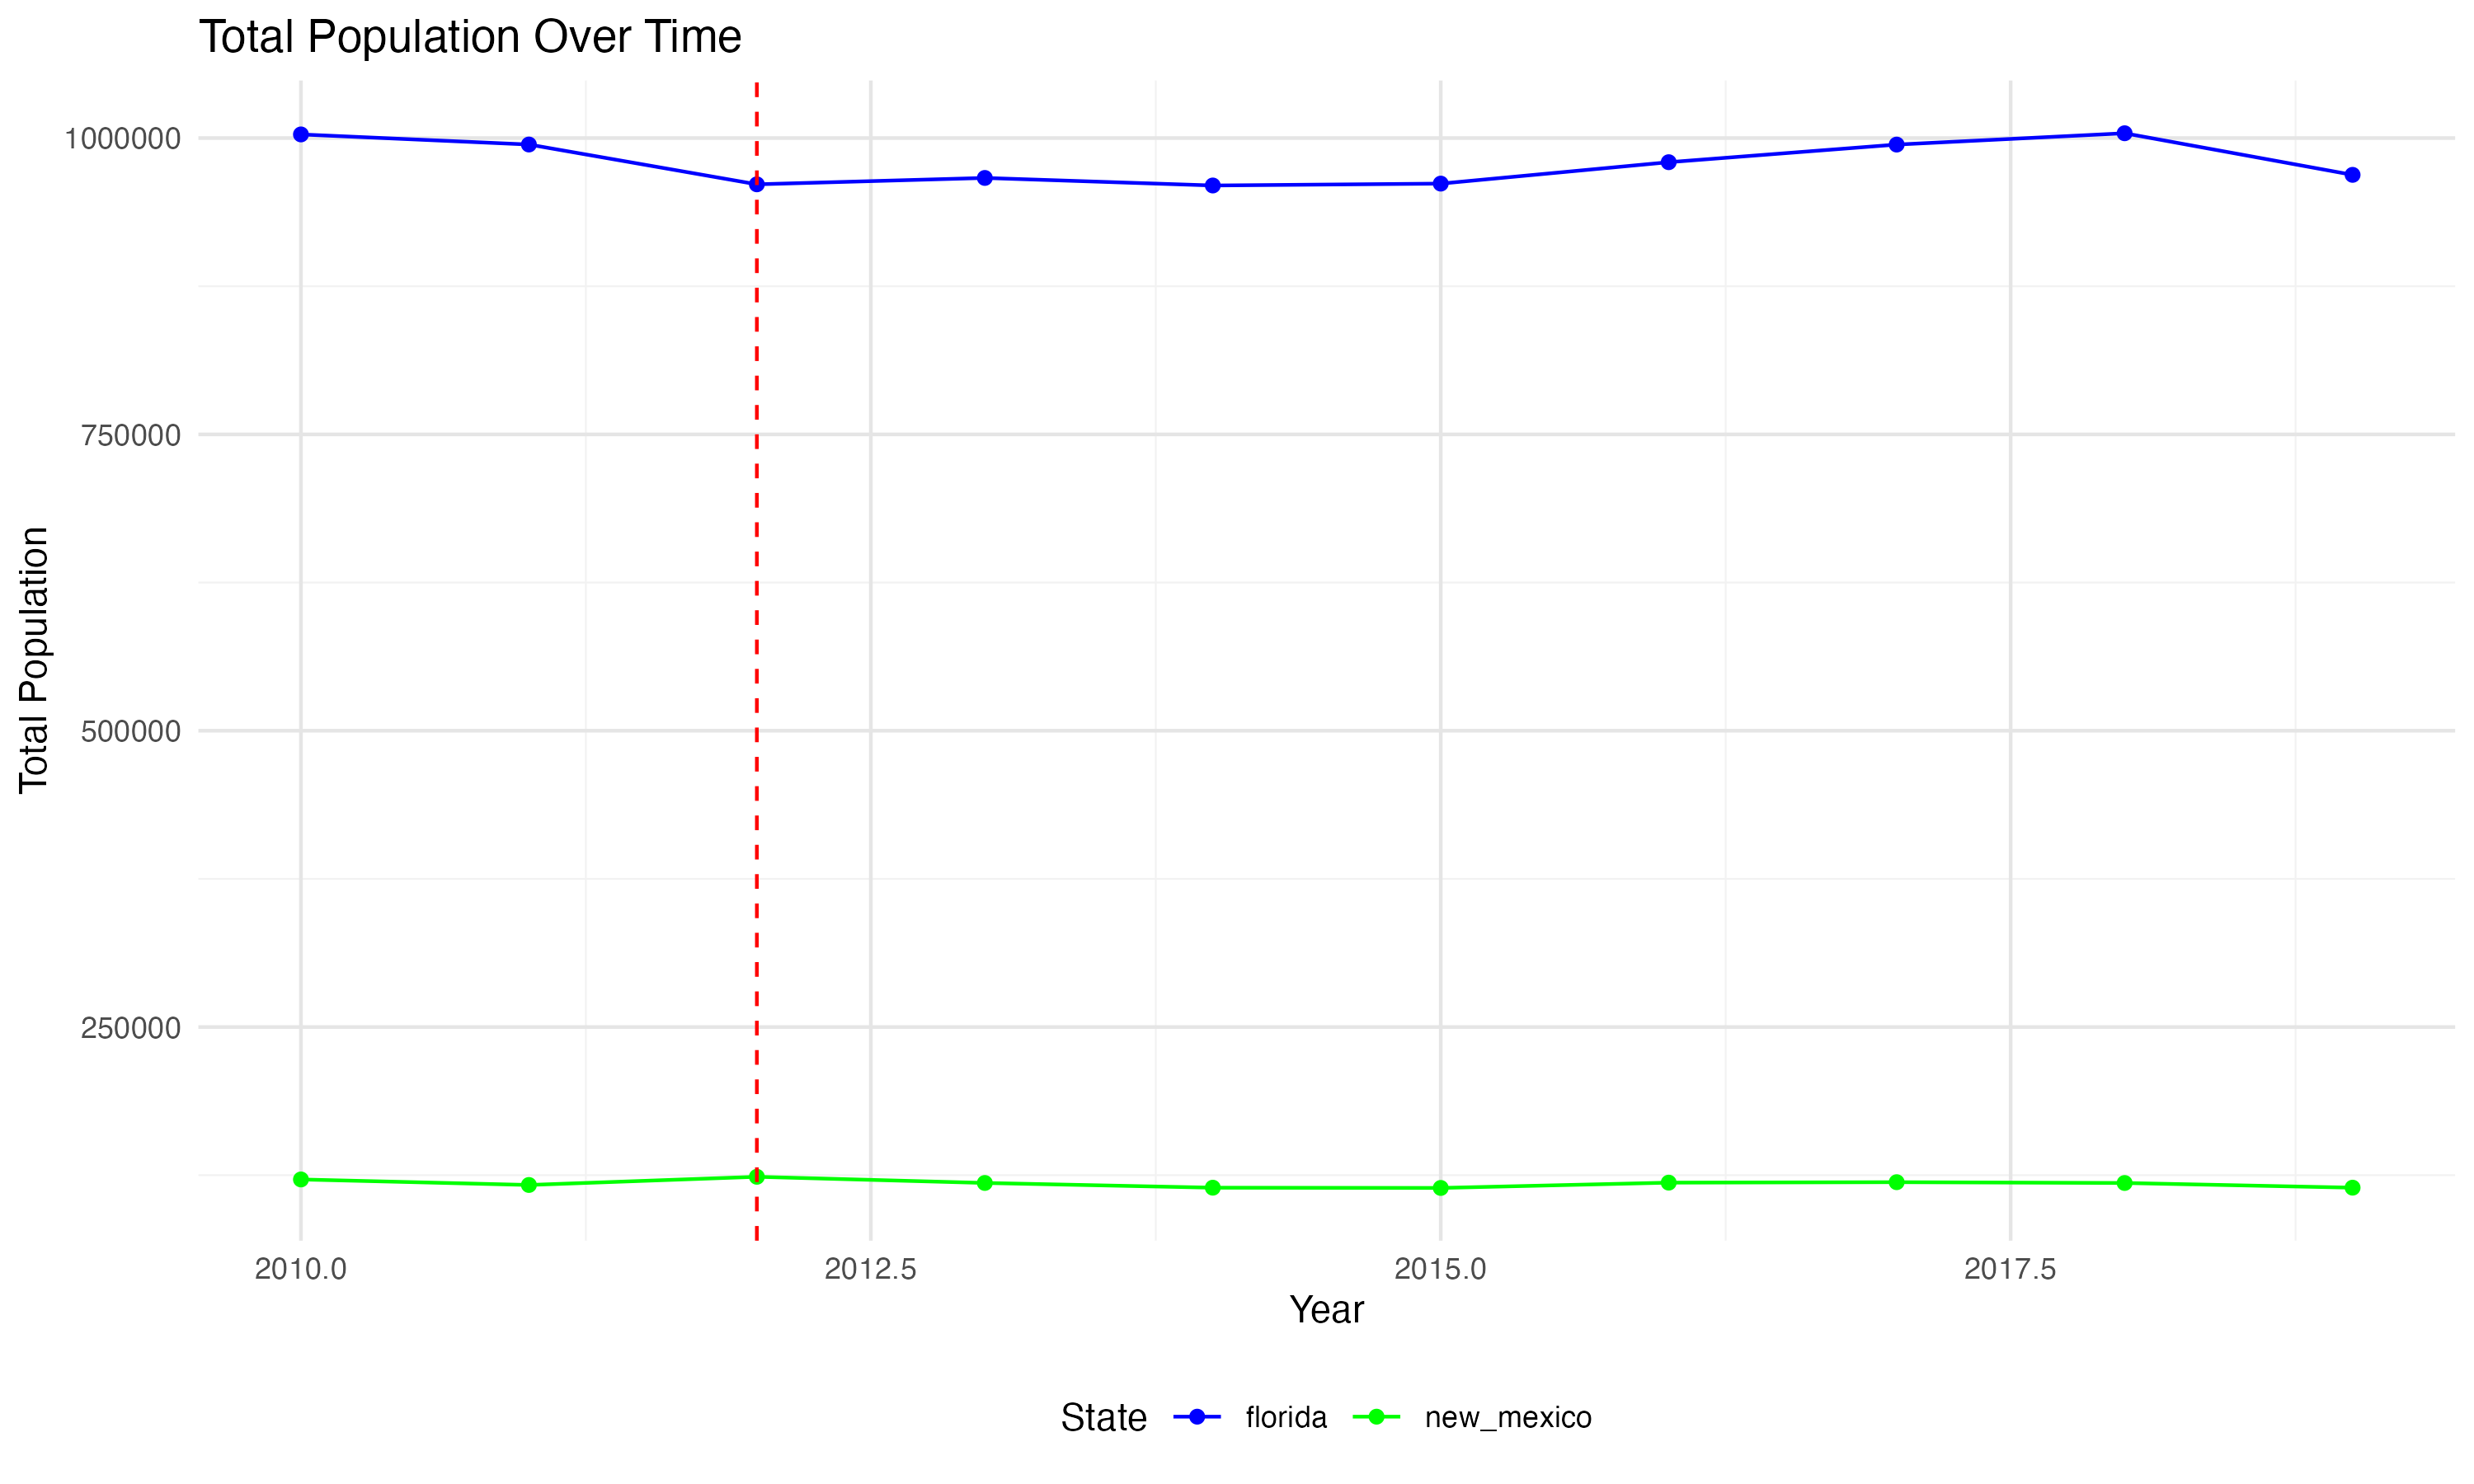 Total Population Over Time
1000000
750000
500000
250000
Total Population
2010.0 2012.5 2015.0 2017.5
Year
State florida new_mexico